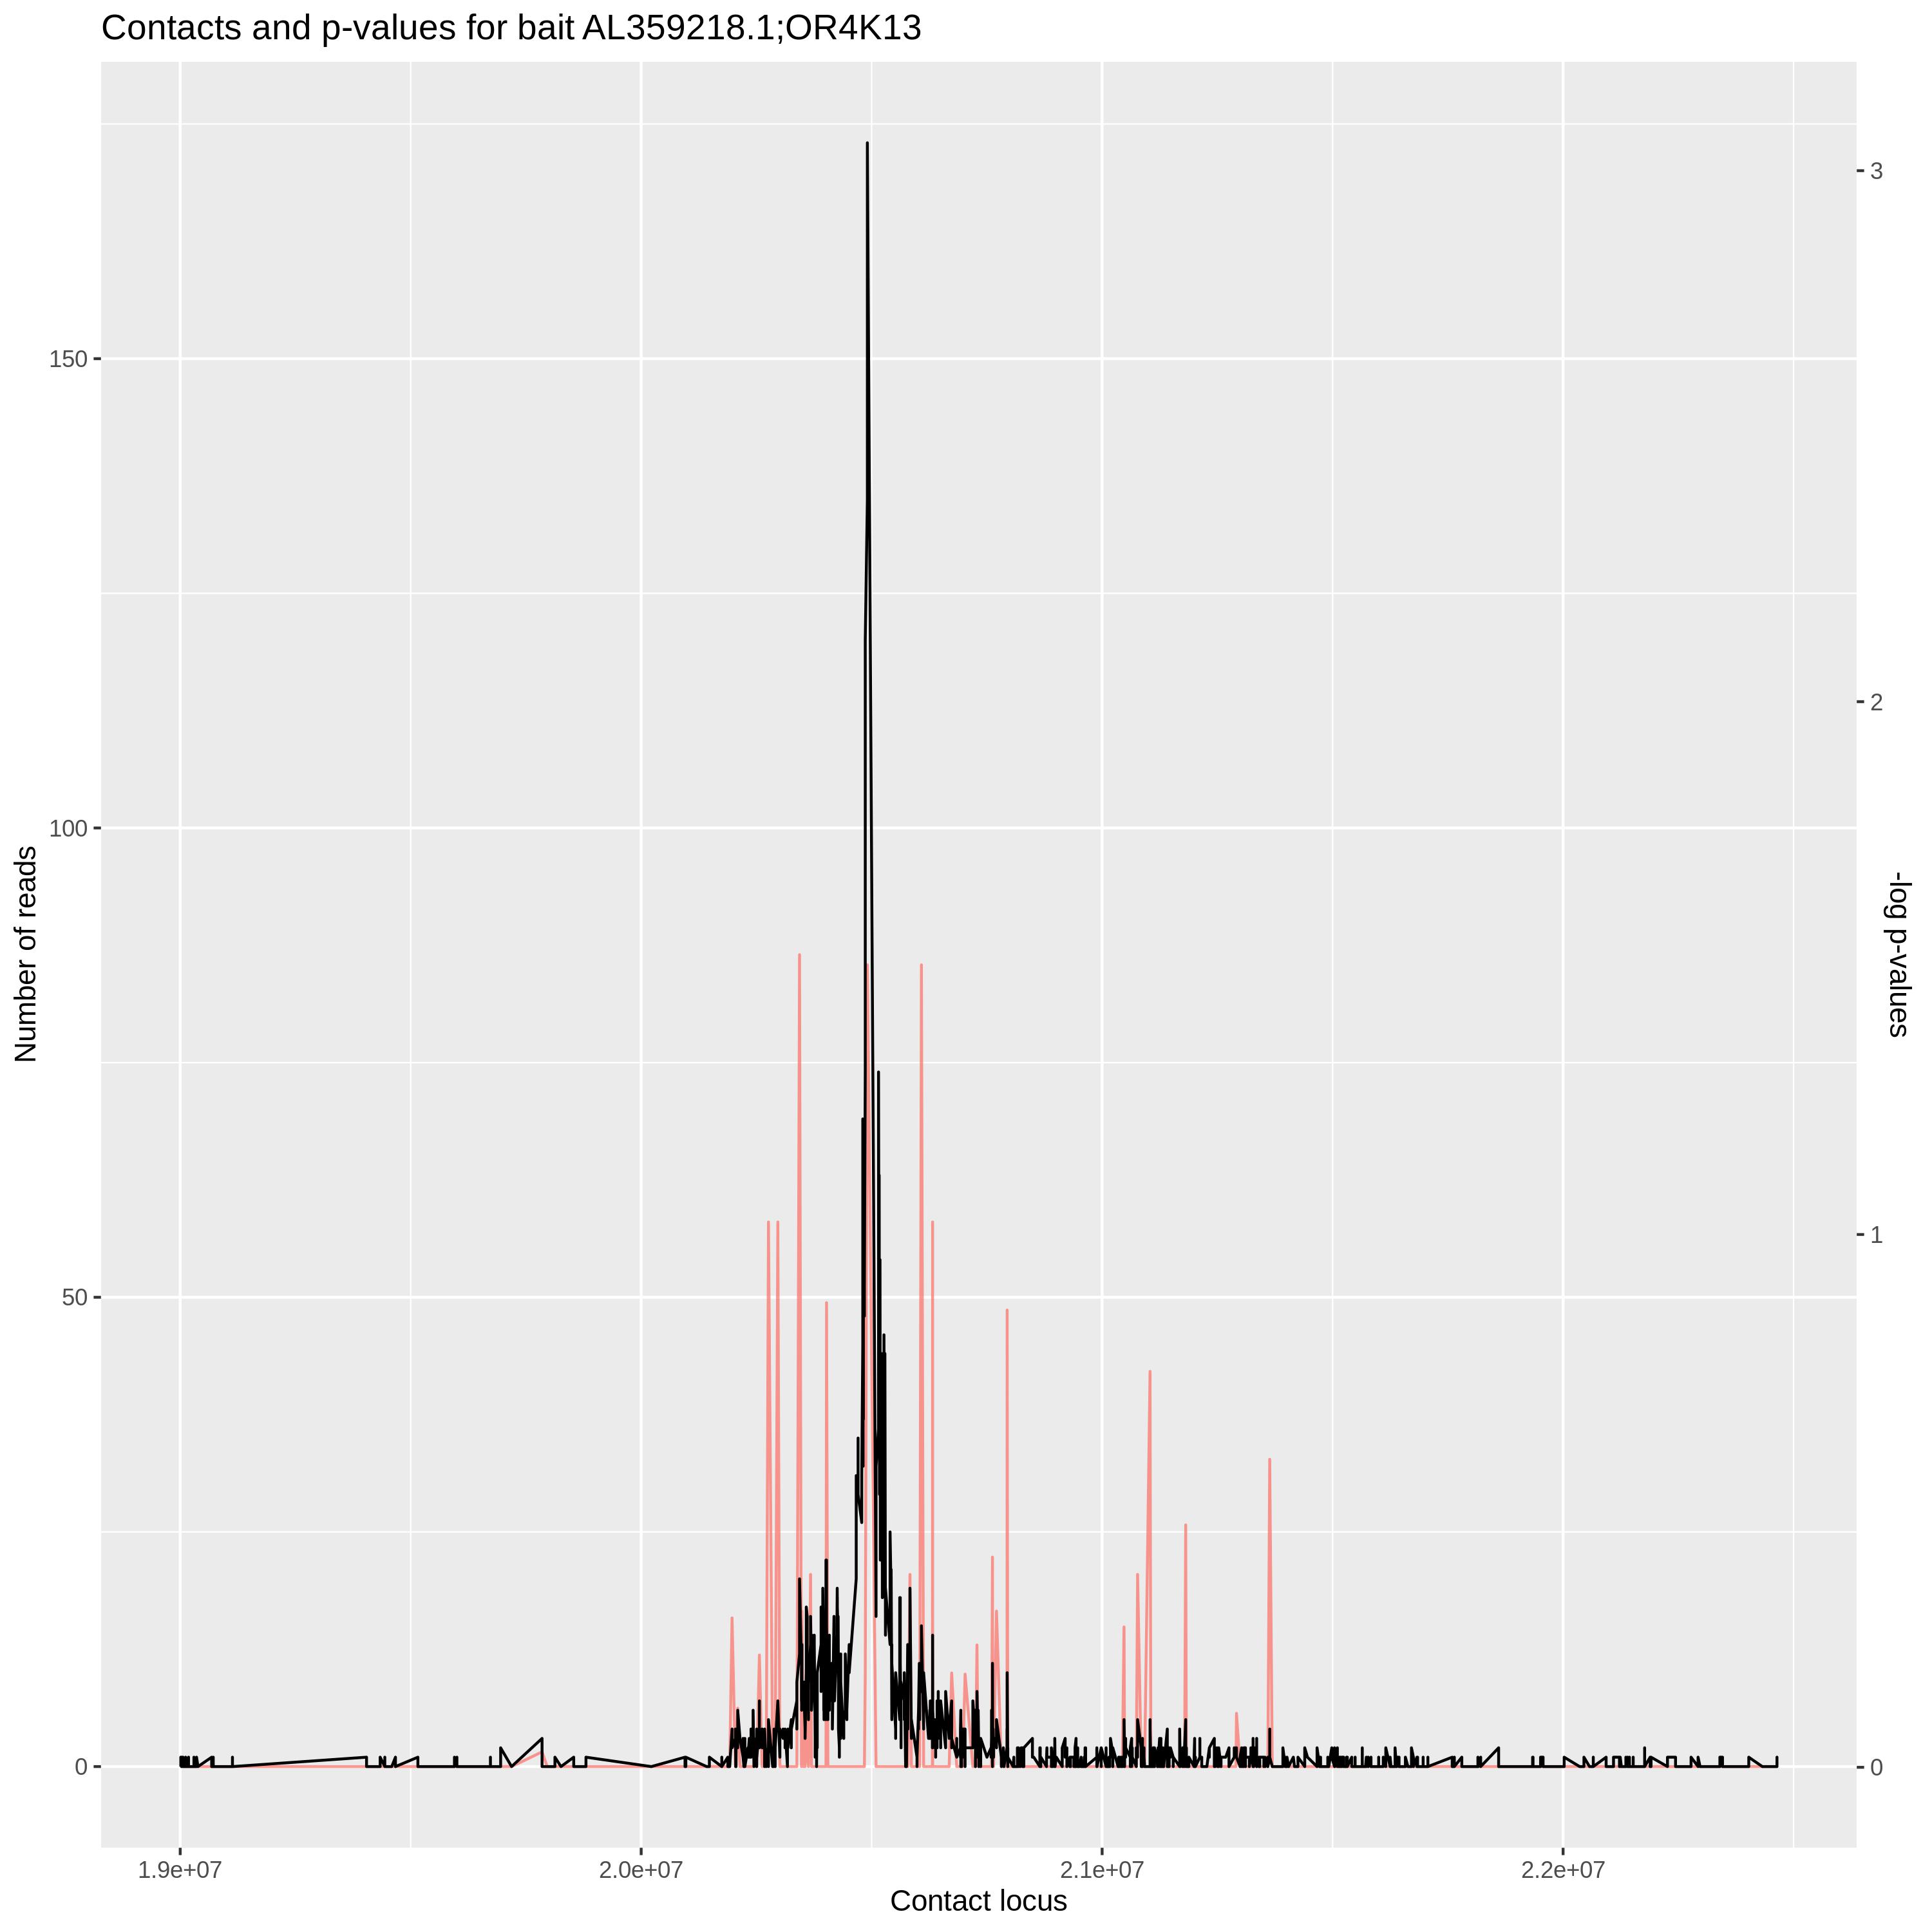 Contacts and p-values for bait AL359218.1;OR4K13
Number of reads
150
100
50
0
3
2
1
0
-log p-values
1.9e+07
2.0e+07
2.1e+07
2.2e+07
Contact locus